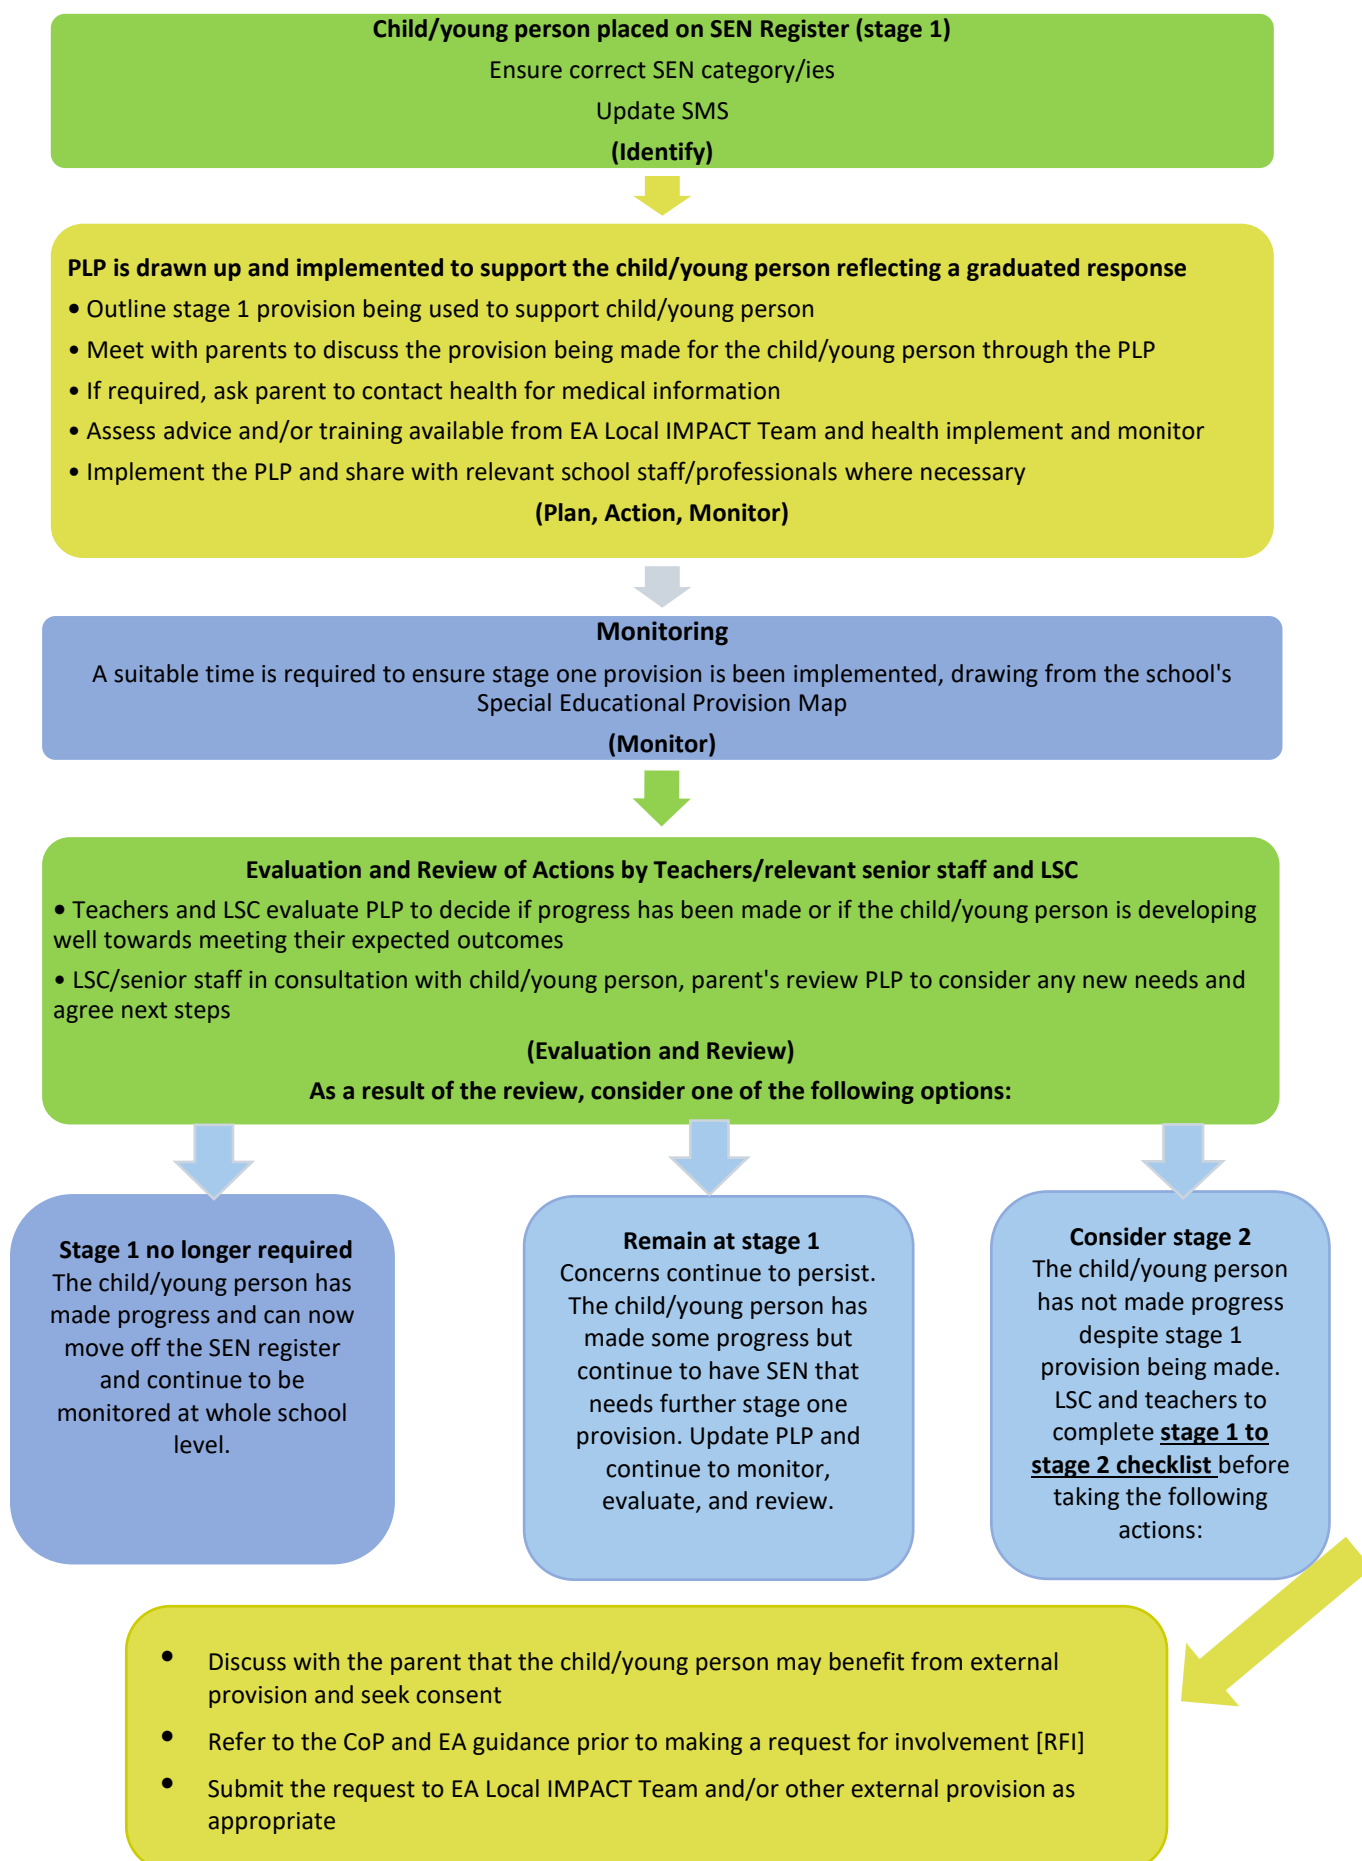 Child/young person placed on SEN Register (stage 1)
Ensure correct SEN category/ies
Update SMS
(Identify)
PLP is drawn up and implemented to support the child/young person reflecting a graduated response
• Outline stage 1 provision being used to support child/young person
• Meet with parents to discuss the provision being made for the child/young person through the PLP
• If required, ask parent to contact health for medical information
• Assess advice and/or training available from EA Local IMPACT Team and health implement and monitor
• Implement the PLP and share with relevant school staff/professionals where necessary
(Plan, Action, Monitor)
Monitoring
A suitable time is required to ensure stage one provision is been implemented, drawing from the school's
Special Educational Provision Map
(Monitor)
Evaluation and Review of Actions by Teachers/relevant senior staff and LSC
• Teachers and LSC evaluate PLP to decide if progress has been made or if the child/young person is developing
well towards meeting their expected outcomes
• LSC/senior staff in consultation with child/young person, parent's review PLP to consider any new needs and
agree next steps
(Evaluation and Review)
As a result of the review, consider one of the following options:
Stage 1 no longer required
The child/young person has
made progress and can now
move off the SEN register
and continue to be
monitored at whole school
level.
Remain at stage 1
Concerns continue to persist.
The child/young person has
made some progress but
continue to have SEN that
needs further stage one
provision. Update PLP and
continue to monitor,
evaluate, and review.
Consider stage 2
The child/young person
has not made progress
despite stage 1
provision being made.
LSC and teachers to
complete stage 1 to
stage 2 checklist before
taking the following
actions:
• Discuss with the parent that the child/young person may benefit from external
provision and seek consent
• Refer to the CoP and EA guidance prior to making a request for involvement [RFI]
• Submit the request to EA Local IMPACT Team and/or other external provision as
appropriate